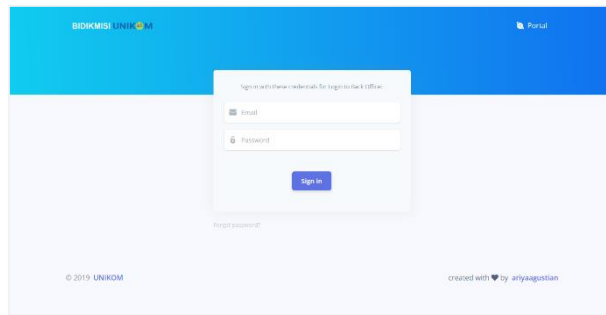 BIDIKMISI UNIKOM
Portal
Sign in with these credentials for Login to Back Office.
Email
Password
Sign in
Forgot password?
© 2019 UNIKOM
created with ❤ by ariyaagustian